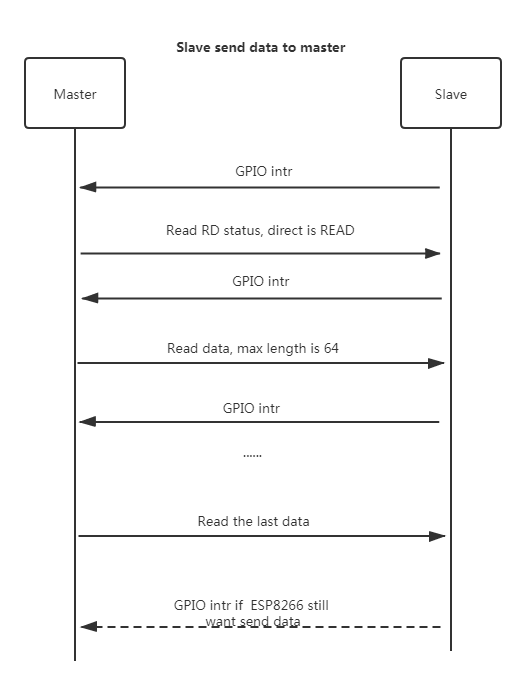 Slave send data to master
Master
Slave
GPIO intr
Read RD status, direct is READ
GPIO intr
Read data, max length is 64
GPIO intr
......
Read the last data
GPIO intr if  ESP8266 still
want send data